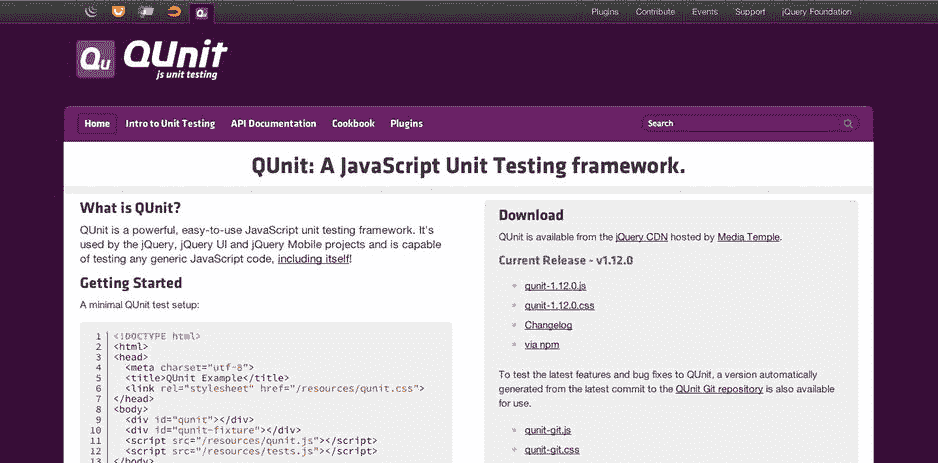 Plugins Contribute Events Support jQuery Foundation
Qu QUnit
js unit testing
Home Intro to Unit Testing API Documentation Cookbook Plugins Search
QUnit: A JavaScript Unit Testing framework.
What is QUnit?
QUnit is a powerful, easy-to-use JavaScript unit testing framework. It's
used by the jQuery, jQuery UI and jQuery Mobile projects and is capable
of testing any generic JavaScript code, including itself!
Getting Started
A minimal QUnit test setup:
1 <!DOCTYPE html>
2 <html>
3 <head>
4 <meta charset="utf-8">
5 <title>QUnit Example</title>
6 <link rel="stylesheet" href="/resources/qunit.css">
7 </head>
8 <body>
9 <div id="qunit"></div>
10 <div id="qunit-fixture"></div>
11 <script src="/resources/qunit.js"></script>
12 <script src="/resources/tests.js"></script>
13 </body>
Download
QUnit is available from the jQuery CDN hosted by Media Temple.
Current Release - v1.12.0
qunit-1.12.0.js
qunit-1.12.0.css
Changelog
via npm
To test the latest features and bug fixes to QUnit, a version automatically
generated from the latest commit to the QUnit Git repository is also available
for use.
qunit-git.js
qunit-git.css